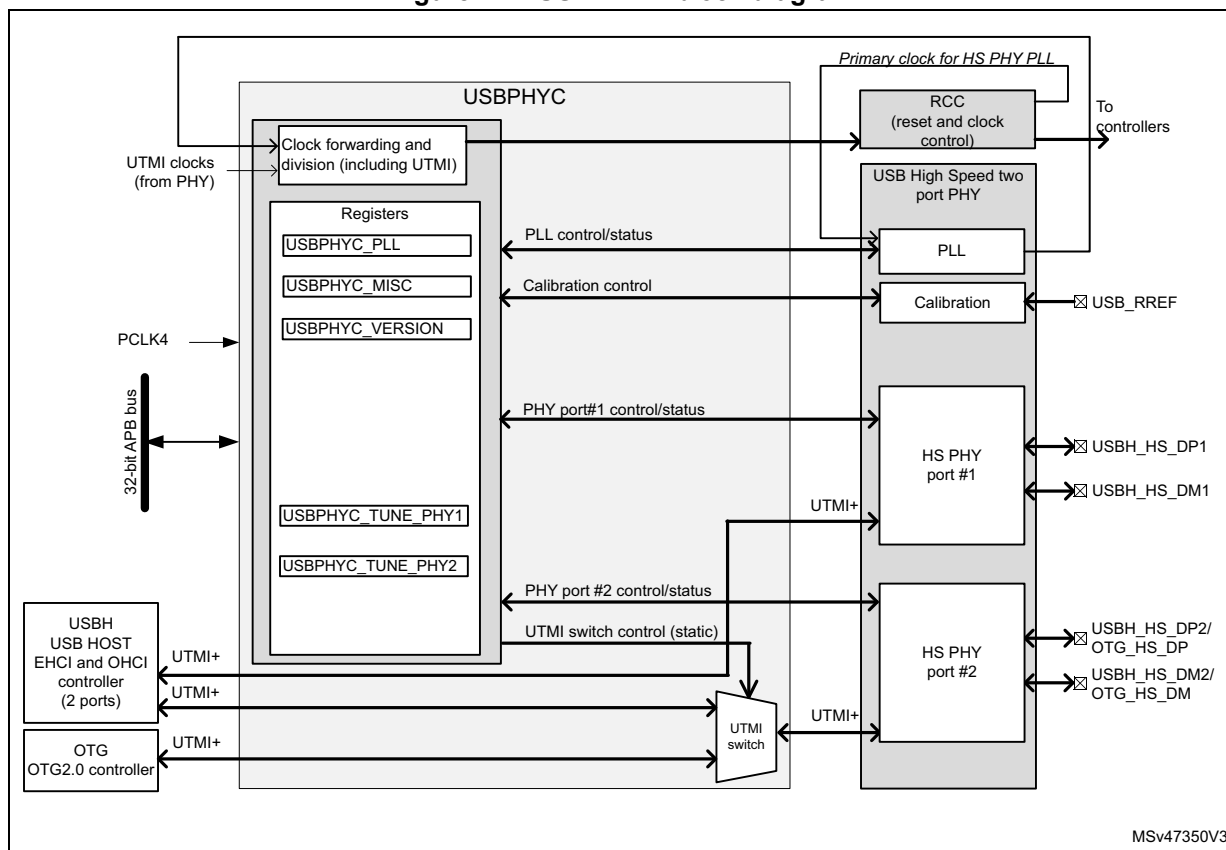 Primary clock for HS PHY PLL
USBPHYC
RCC
(reset and clock
control)
To
controllers
Clock forwarding and
division (including UTMI)
UTMI clocks
(from PHY)
USB High Speed two
port PHY
Registers
USBPHYC_PLL
PLL control/status
PLL
USBPHYC_MISC
Calibration control
Calibration
USB_RREF
USBPHYC_VERSION
PCLK4
32-bit APB bus
PHY port#1 control/status
HS PHY
port #1
USBH_HS_DP1
USBH_HS_DM1
UTMI+
USBPHYC_TUNE_PHY1
USBPHYC_TUNE_PHY2
PHY port #2 control/status
UTMI switch control (static)
USBH
USB HOST
EHCI and OHCI
controller
(2 ports)
UTMI+
UTMI+
HS PHY
port #2
USBH_HS_DP2/
OTG_HS_DP
USBH_HS_DM2/
OTG_HS_DM
UTMI+
UTMI
switch
OTG
OTG2.0 controller
UTMI+
MSv47350V3